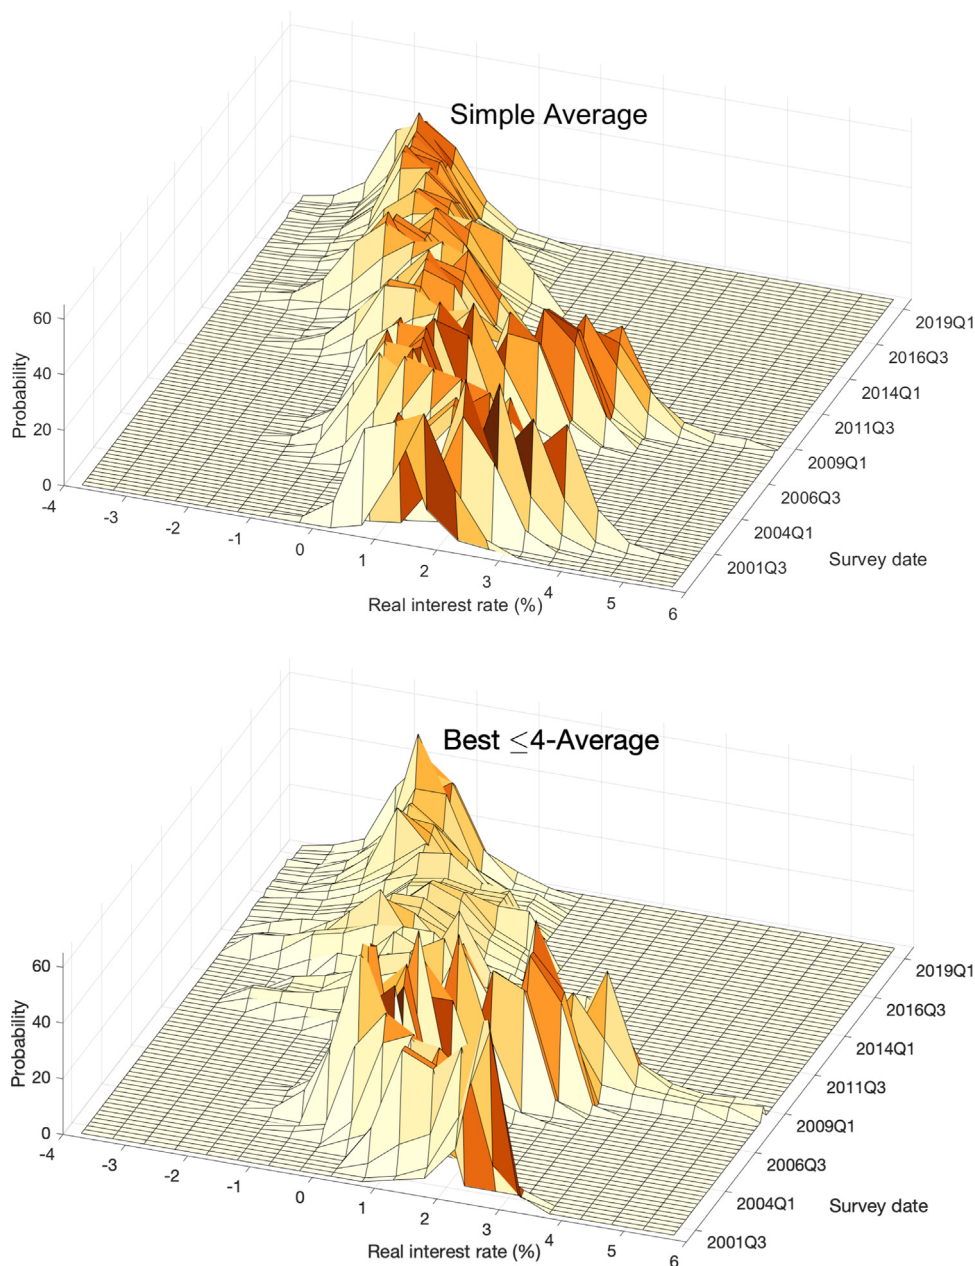 Simple Average
60
40
20
0
Probability
-4
-3
-2
-1
0
1
2
3
4
5
6
Real interest rate (%)
2019Q1
2016Q3
2014Q1
2011Q3
2009Q1
2006Q3
2004Q1
2001Q3
Survey date
Best ≤4-Average
60
40
20
0
Probability
-4
-3
-2
-1
0
1
2
3
4
5
6
Real interest rate (%)
2019Q1
2016Q3
2014Q1
2011Q3
2009Q1
2006Q3
2004Q1
2001Q3
Survey date